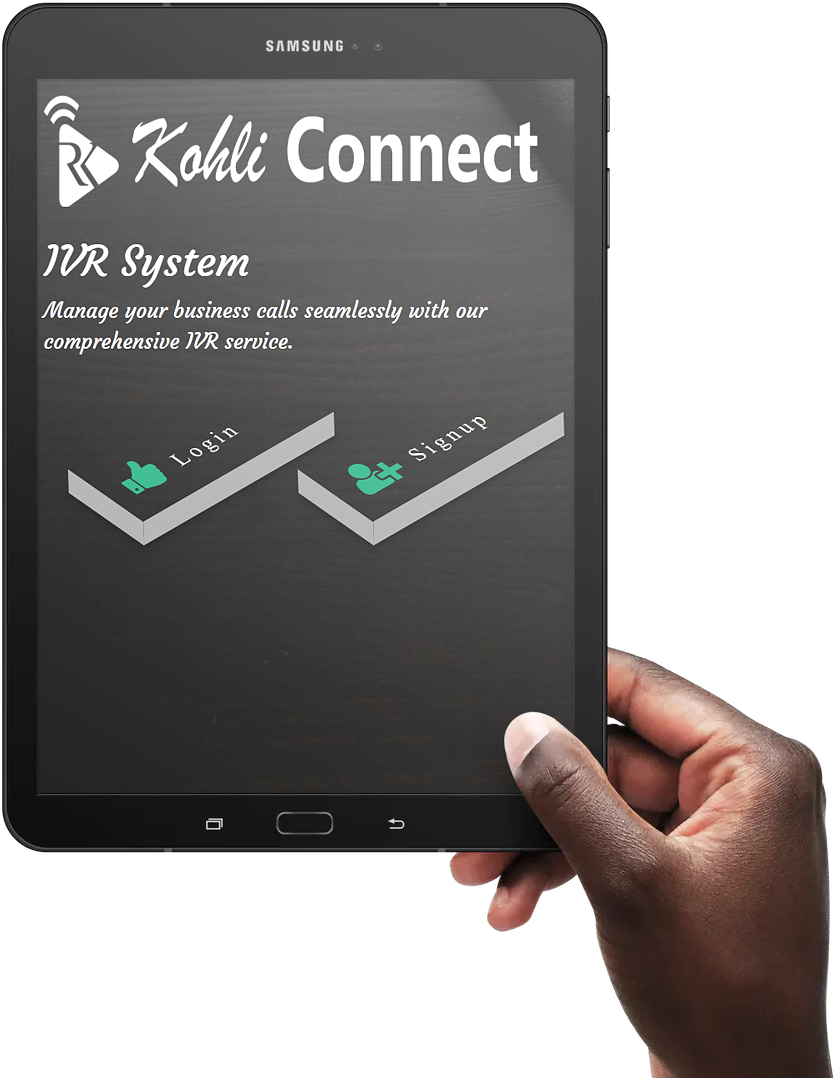 SAMSUNG
Kohli Connect
IVR System
Manage your business calls seamlessly with our
comprehensive IVR service.
Login
Signup